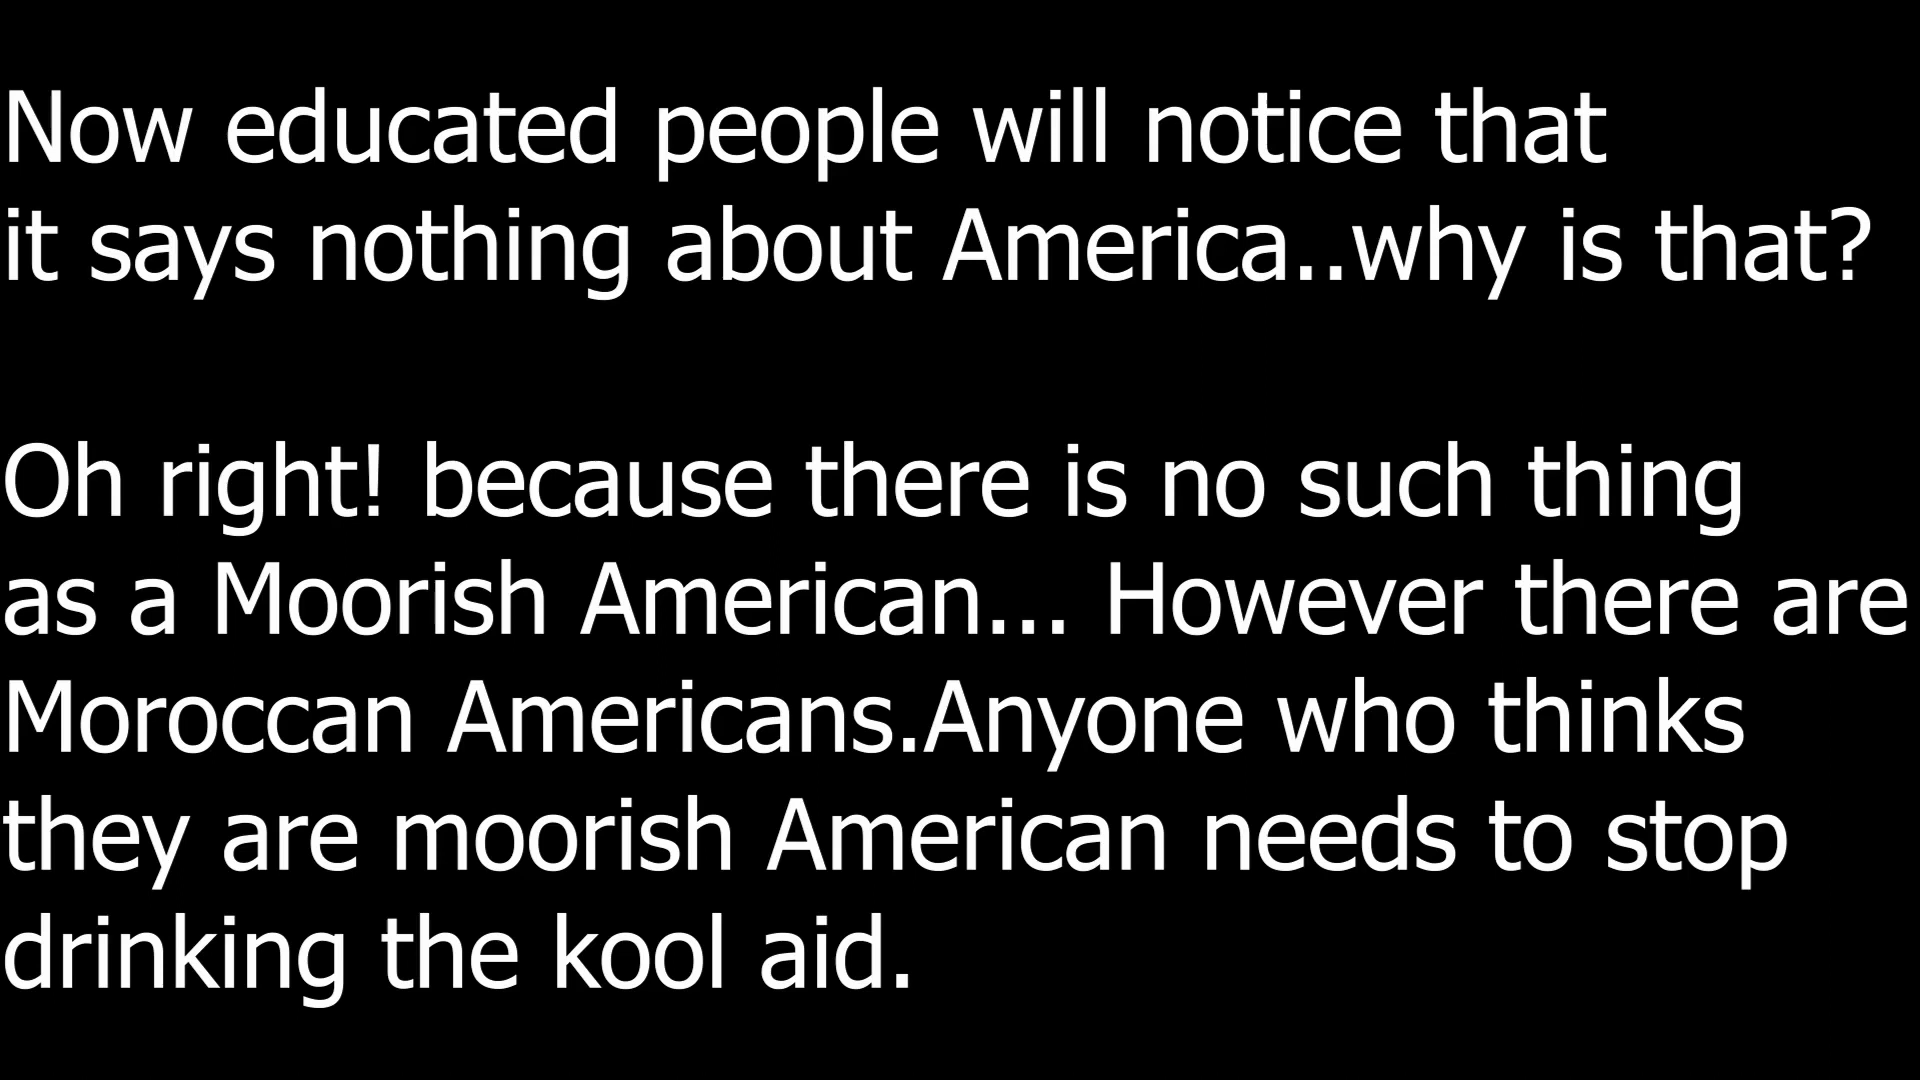 Now educated people will notice that
it says nothing about America..why is that?
Oh right! because there is no such thing
as a Moorish American... However there are
Moroccan Americans.Anyone who thinks
they are moorish American needs to stop
drinking the kool aid.